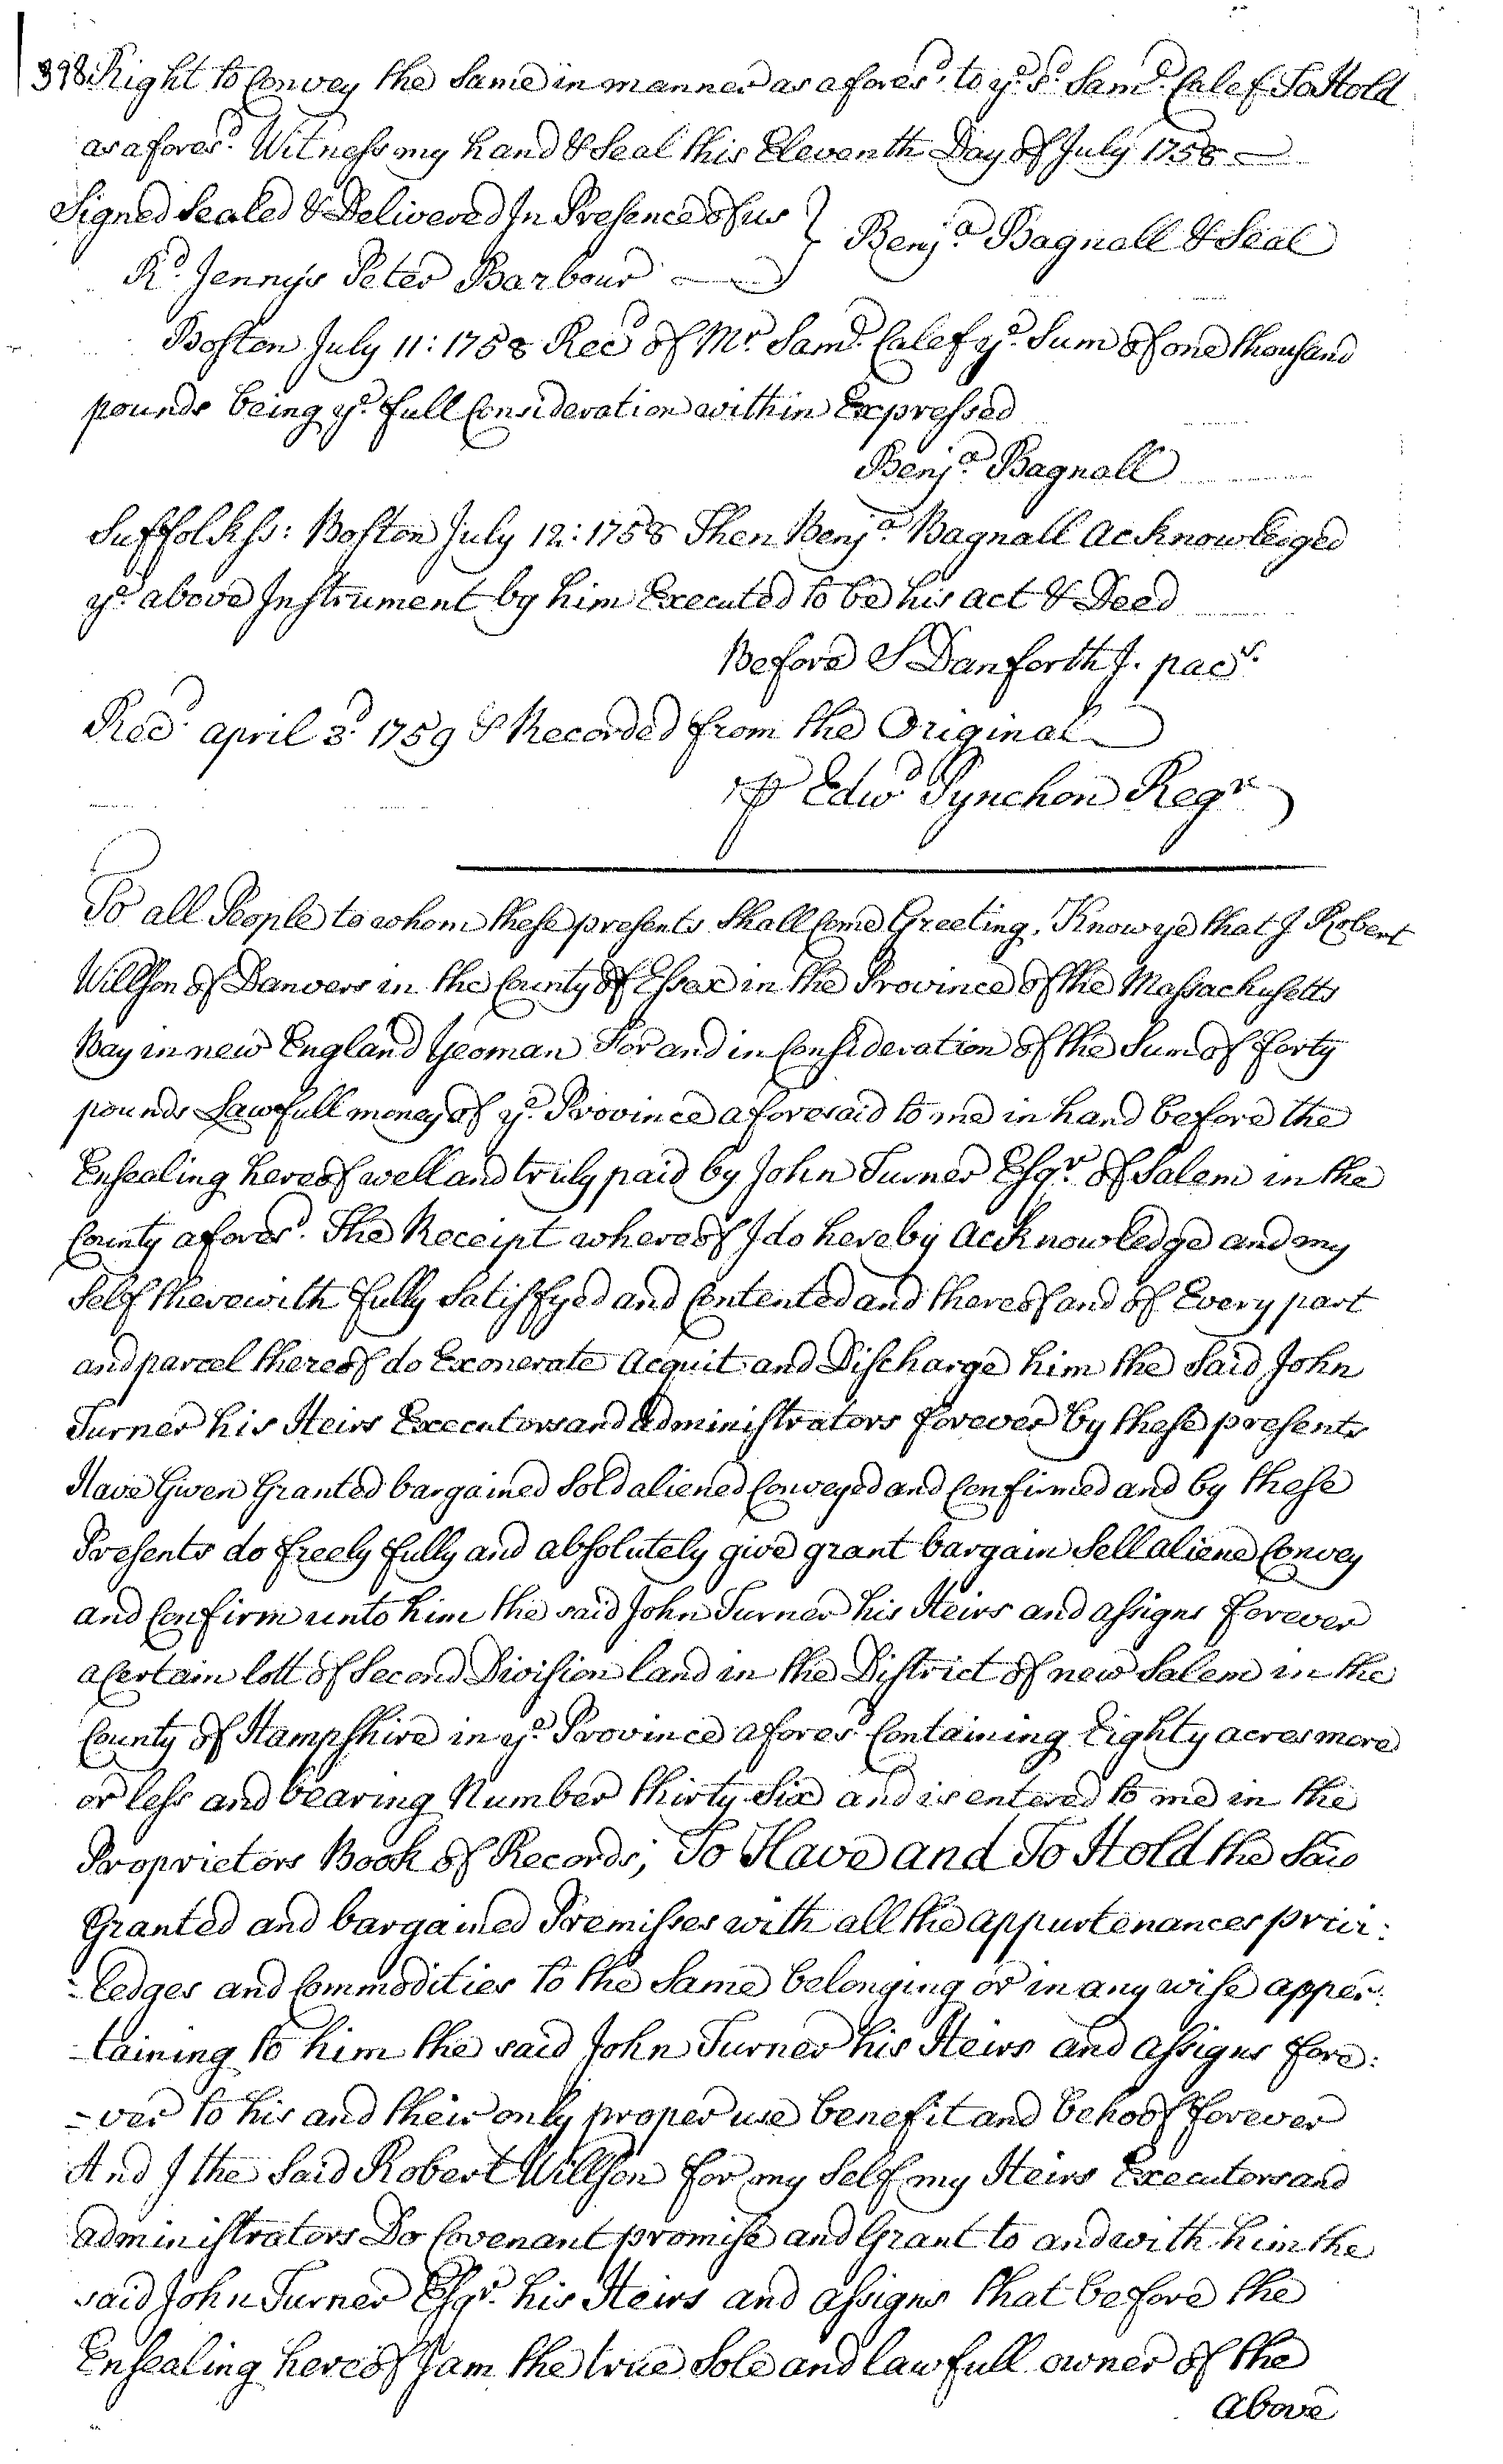 398 Right to Convey the Same in manner as afores.d to y.e s.d Sam.l Calef To Hold
as afores.d Witness my hand & Seal this Eleventh Day of July 1758
Signed Sealed & Delivered In Presence of us } Benj.a Bagnall & Seal
R.d Jennys Peter Barbour
Boston July 11: 1758 Rec.d of M.r Sam.l Calef y.e Sum of one thousand
pounds being y.e full Consideration within Expressed
Benj.a Bagnall
Suffolk ss: Boston July 12: 1758 Then Benj.a Bagnall Acknowledged
y.e above Instrument by him Executed to be his act & Deed
Before S Danforth J. pac.s
Rec.d april 3.d 1759 & Recorded from the Original
℘ Edw.d Pynchon Reg.r
To all People to whom these presents Shall Come Greeting, Know ye that I Robert
Willson of Danvers in the County of Essex in the Province of the Massachusetts
Bay in new England Yeoman For and in Consideration of the Sum of forty
pounds Lawfull money of y.e Province aforesaid to me in hand before the
Ensealing hereof well and truly paid by John Turner Esq.r of Salem in the
County afores.d The Receipt whereof I do hereby Acknowledge and my
Self therewith fully Satisfyed and Contented and thereof and of Every part
and parcel thereof do Exonerate Acquit and Discharge him the Said John
Turner his Heirs Executors and Administrators forever by these presents
Have Given Granted bargained Sold aliened Conveyed and Confirmed and by these
Presents do freely fully and absolutely give grant bargain Sell aliene Convey
and Confirm unto him the said John Turner his Heirs and assigns forever
a Certain lott of Second Division land in the District of new Salem in the
County of Hampshire in y.e Province afores.d Containing Eighty acres more
or less and bearing Number thirty Six and is entered to me in the
Proprietors Book of Records; To Have and To Hold the Said
Granted and bargained Premisses with all the appurtenances privi:
-ledges and Commodities to the Same belonging or in any wise apper:
-taining to him the said John Turner his Heirs and assigns fore:
-ver to his and their only proper use benefit and behoof forever
And I the Said Robert Willson for my Self my Heirs Executors and
administrators Do Covenant promise and Grant to and with him the
said John Turner Esq.r his Heirs and assigns that before the
Ensealing hereof I am the true Sole and lawfull owner of the
above